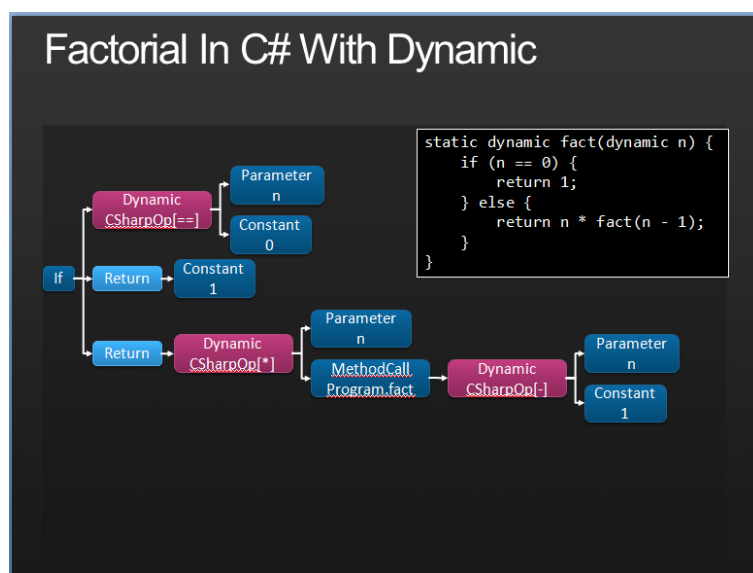 Factorial In C# With Dynamic
static dynamic fact(dynamic n) {
if (n == 0) {
return 1;
} else {
return n * fact(n - 1);
}
}
If
Dynamic
CSharpOp[==]
Parameter
n
Constant
0
Return
Constant
1
Return
Dynamic
CSharpOp[*]
Parameter
n
MethodCall
Program.fact
Dynamic
CSharpOp[-]
Parameter
n
Constant
1